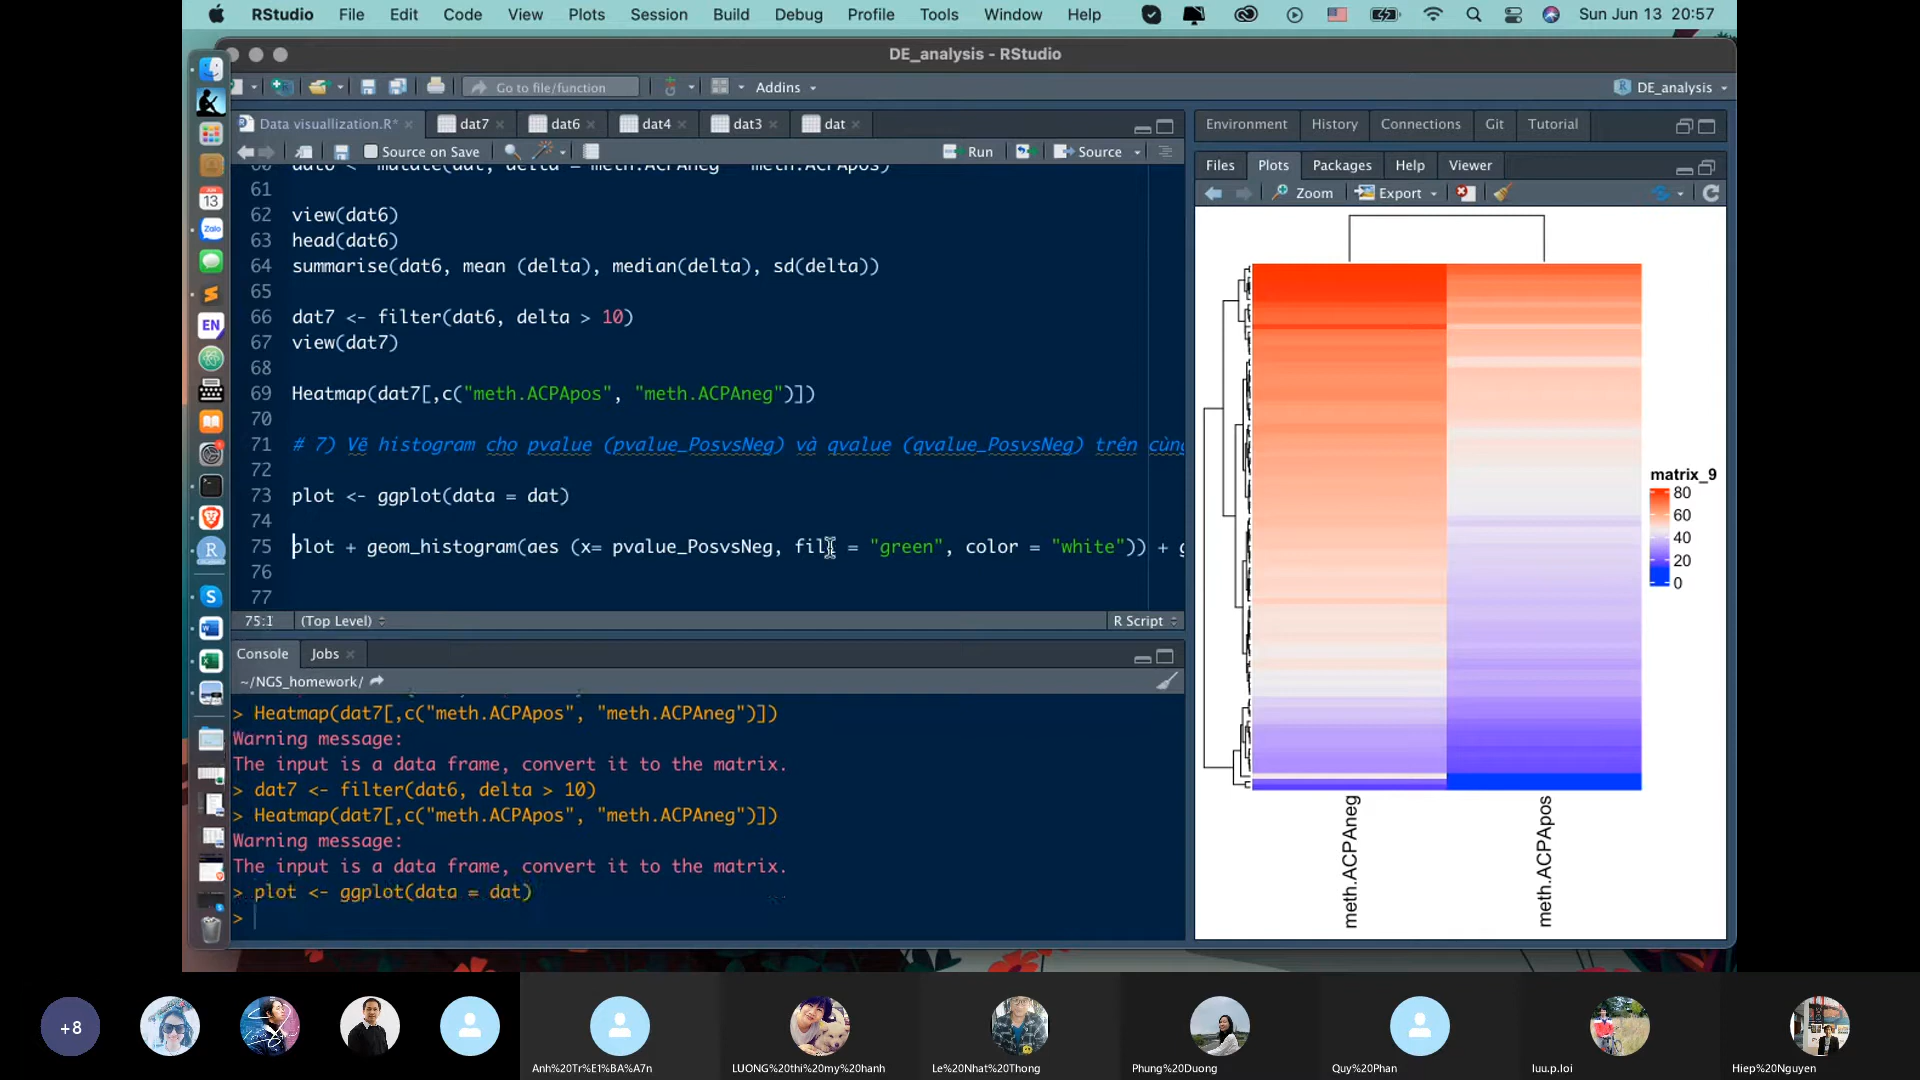 RStudio File Edit Code View Plots Session Build Debug Profile Tools Window Help Sun Jun 13 20:57
DE_analysis - RStudio
Go to file/function Addins DE_analysis
Data visuallization.R* dat7 dat6 dat4 dat3 dat
Source on Save Run Source
61
62 view(dat6)
63 head(dat6)
64 summarise(dat6, mean (delta), median(delta), sd(delta))
65
66 dat7 <- filter(dat6, delta > 10)
67 view(dat7)
68
69 Heatmap(dat7[,c("meth.ACPApos", "meth.ACPAneg")])
70
71 # 7) Vẽ histogram cho pvalue (pvalue_PosvsNeg) và qvalue (qvalue_PosvsNeg) trên cùng
72
73 plot <- ggplot(data = dat)
74
75 plot + geom_histogram(aes (x= pvalue_PosvsNeg, fill = "green", color = "white")) + g
76
77
75:1 (Top Level) R Script
Console Jobs
~/NGS_homework/
> Heatmap(dat7[,c("meth.ACPApos", "meth.ACPAneg")])
Warning message:
The input is a data frame, convert it to the matrix.
> dat7 <- filter(dat6, delta > 10)
> Heatmap(dat7[,c("meth.ACPApos", "meth.ACPAneg")])
Warning message:
The input is a data frame, convert it to the matrix.
> plot <- ggplot(data = dat)
>
Environment History Connections Git Tutorial
Files Plots Packages Help Viewer
Zoom Export
matrix_9
80
60
40
20
0
meth.ACPAneg
meth.ACPApos
JUN
13
Zalo
EN
+8
Anh%20Tr%E1%BA%A7n
LUONG%20thi%20my%20hanh
Le%20Nhat%20Thong
Phung%20Duong
Quy%20Phan
luu.p.loi
Hiep%20Nguyen